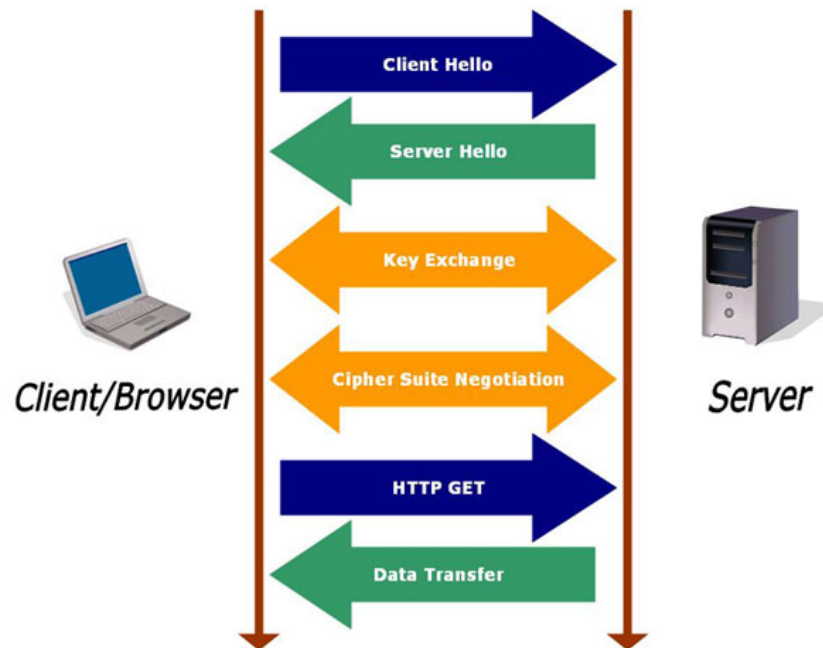 Client Hello
Server Hello
Key Exchange
Cipher Suite Negotiation
Client/Browser
Server
HTTP GET
Data Transfer